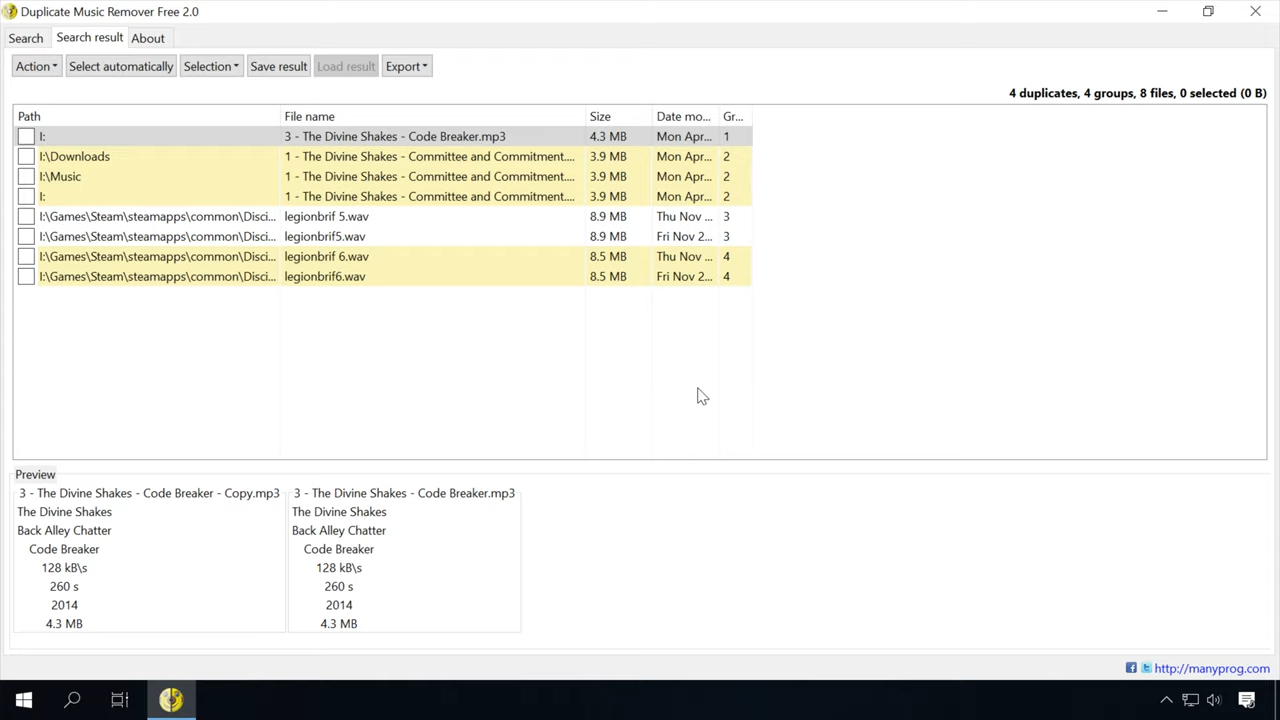 Duplicate Music Remover Free 2.0
Search Search result About
Action Select automatically Selection Save result Load result Export
4 duplicates, 4 groups, 8 files, 0 selected (0 B)
Path File name Size Date mo... Gr...
I: 3 - The Divine Shakes - Code Breaker.mp3 4.3 MB Mon Apr... 1
I:\Downloads 1 - The Divine Shakes - Committee and Commitment.... 3.9 MB Mon Apr... 2
I:\Music 1 - The Divine Shakes - Committee and Commitment.... 3.9 MB Mon Apr... 2
I: 1 - The Divine Shakes - Committee and Commitment.... 3.9 MB Mon Apr... 2
I:\Games\Steam\steamapps\common\Disci... legionbrif 5.wav 8.9 MB Thu Nov ... 3
I:\Games\Steam\steamapps\common\Disci... legionbrif5.wav 8.9 MB Fri Nov 2... 3
I:\Games\Steam\steamapps\common\Disci... legionbrif 6.wav 8.5 MB Thu Nov ... 4
I:\Games\Steam\steamapps\common\Disci... legionbrif6.wav 8.5 MB Fri Nov 2... 4
Preview
3 - The Divine Shakes - Code Breaker - Copy.mp3 3 - The Divine Shakes - Code Breaker.mp3
The Divine Shakes The Divine Shakes
Back Alley Chatter Back Alley Chatter
Code Breaker Code Breaker
128 kB\s 128 kB\s
260 s 260 s
2014 2014
4.3 MB 4.3 MB
http://manyprog.com